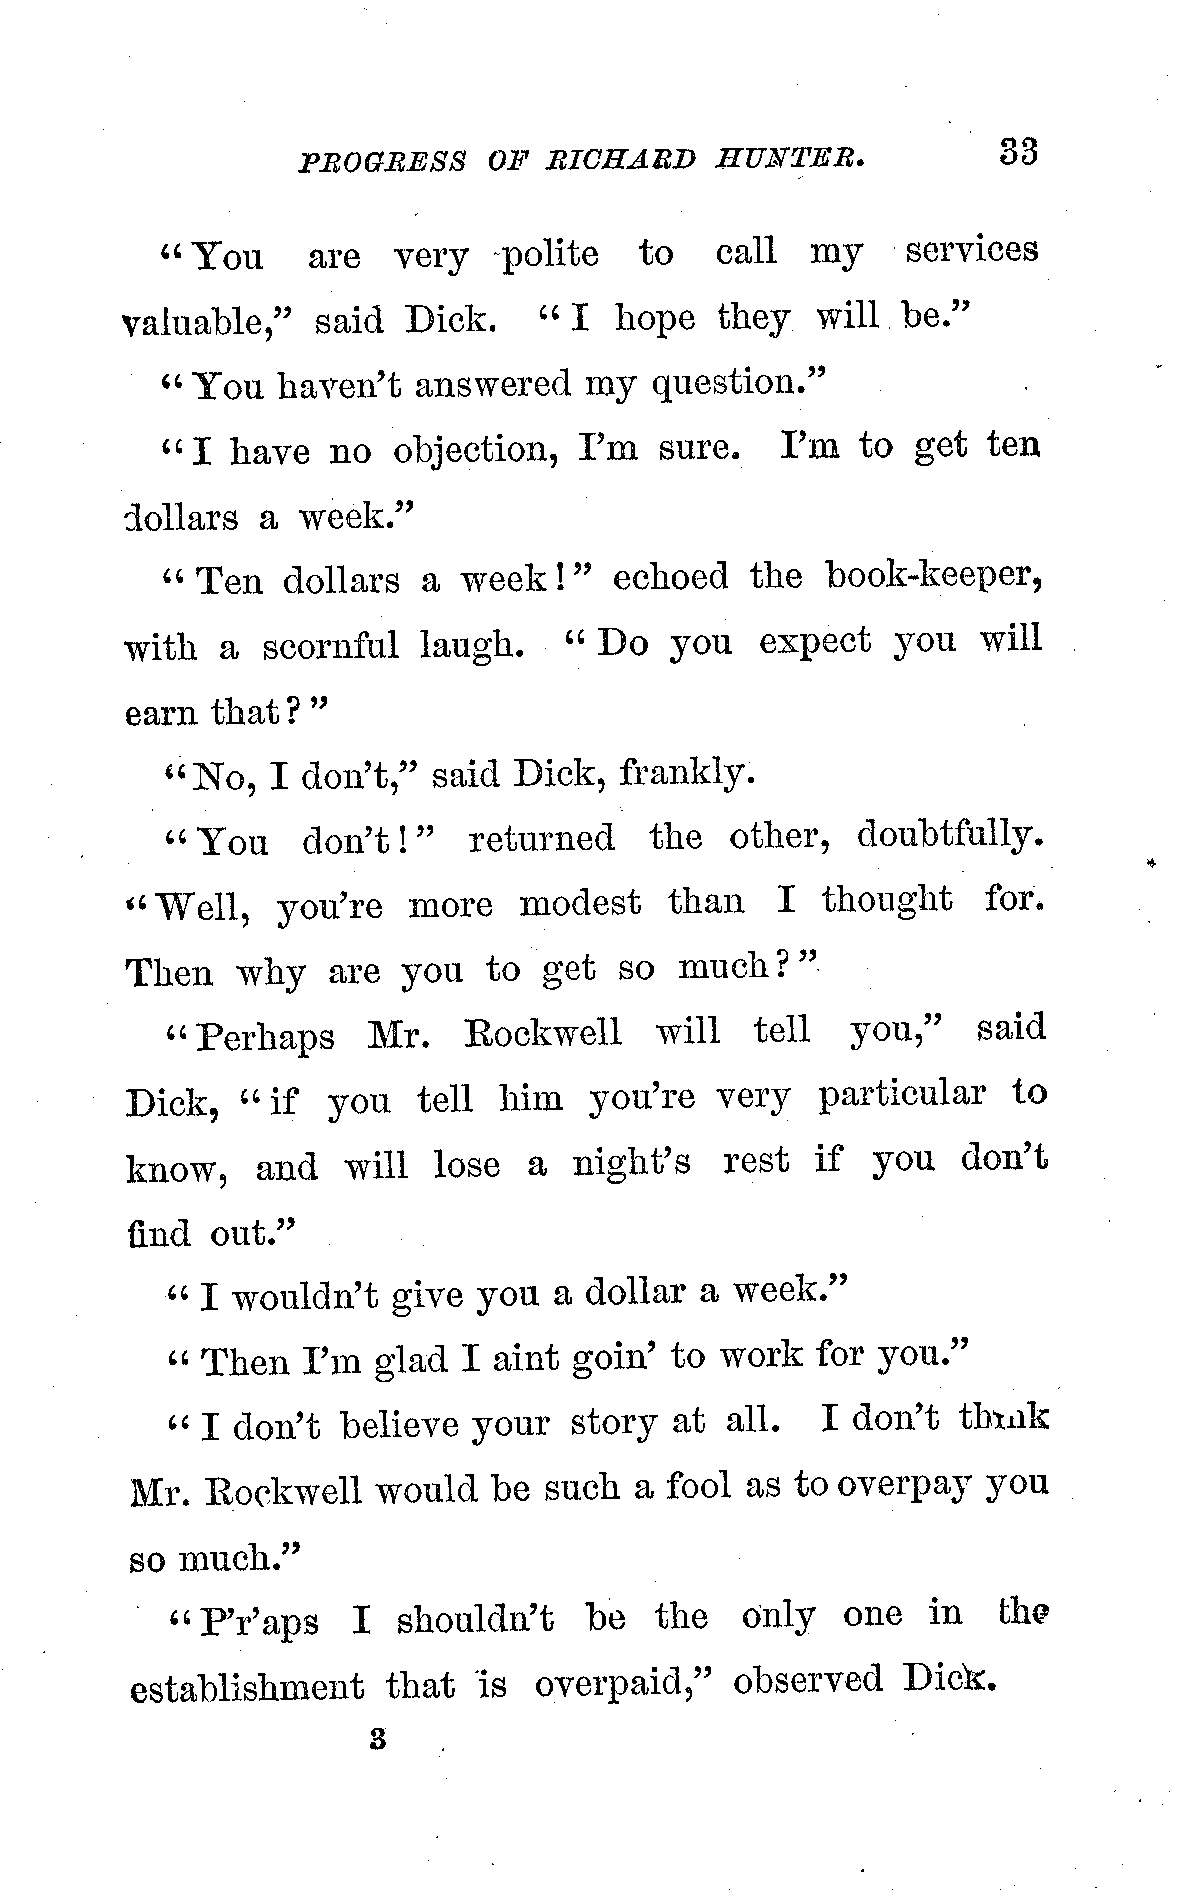 PROGRESS OF RICHARD HUNTER. 33
"You are very polite to call my services
valuable," said Dick. "I hope they will be."
"You haven't answered my question."
"I have no objection, I'm sure. I'm to get ten
dollars a week."
"Ten dollars a week!" echoed the book-keeper,
with a scornful laugh. "Do you expect you will
earn that?"
"No, I don't," said Dick, frankly.
"You don't!" returned the other, doubtfully.
"Well, you're more modest than I thought for.
Then why are you to get so much?"
"Perhaps Mr. Rockwell will tell you," said
Dick, "if you tell him you're very particular to
know, and will lose a night's rest if you don't
find out."
"I wouldn't give you a dollar a week."
"Then I'm glad I aint goin' to work for you."
"I don't believe your story at all. I don't think
Mr. Rockwell would be such a fool as to overpay you
so much."
"P'r'aps I shouldn't be the only one in the
establishment that is overpaid," observed Dick.
3